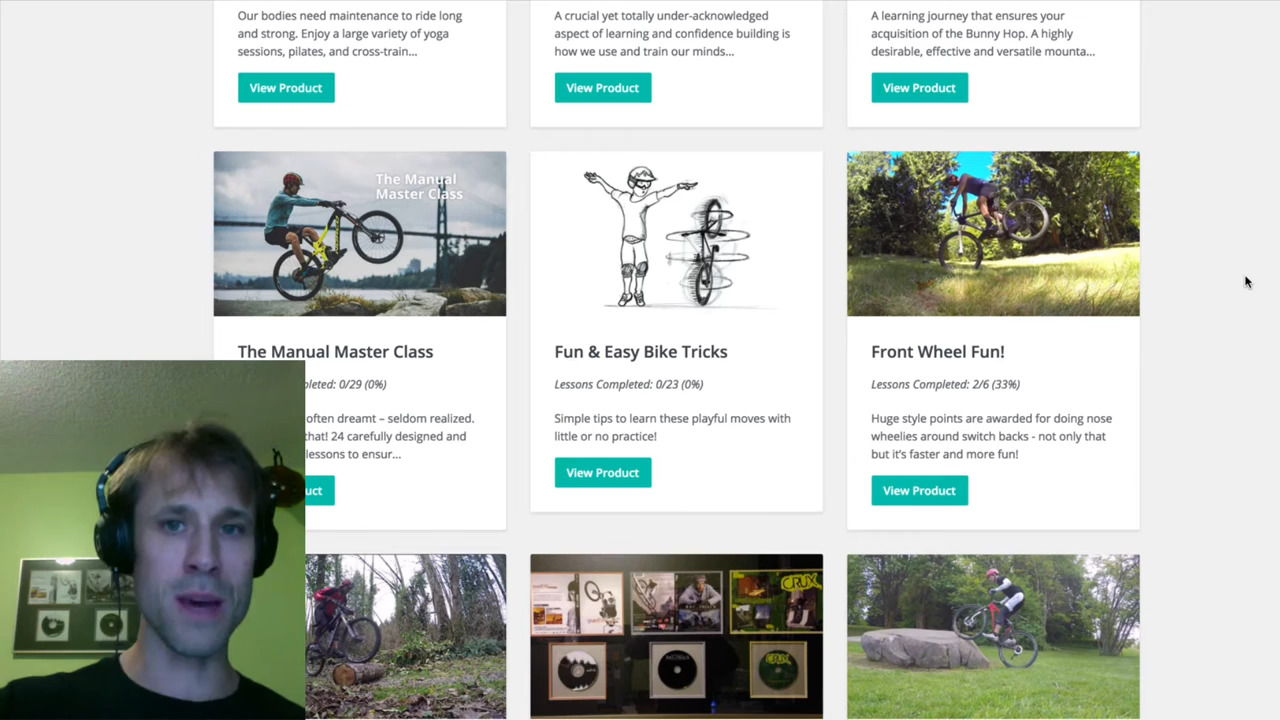 Our bodies need maintenance to ride long
and strong. Enjoy a large variety of yoga
sessions, pilates, and cross-train...
View Product
A crucial yet totally under-acknowledged
aspect of learning and confidence building is
how we use and train our minds...
View Product
A learning journey that ensures your
acquisition of the Bunny Hop. A highly
desirable, effective and versatile mounta...
View Product
The Manual
Master Class
The Manual Master Class
pleted: 0/29 (0%)
often dreamt – seldom realized.
that! 24 carefully designed and
lessons to ensur...
uct
Fun & Easy Bike Tricks
Lessons Completed: 0/23 (0%)
Simple tips to learn these playful moves with
little or no practice!
View Product
Front Wheel Fun!
Lessons Completed: 2/6 (33%)
Huge style points are awarded for doing nose
wheelies around switch backs - not only that
but it's faster and more fun!
View Product
CRUX